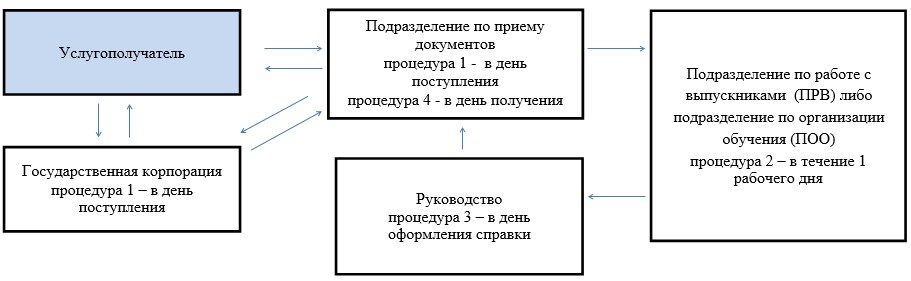 Услугополучатель
Подразделение по приему
документов
процедура 1 - в день
поступления
процедура 4 - в день получения
Подразделение по работе с
выпускниками (ПРВ) либо
подразделение по организации
обучения (ПОО)
процедура 2 – в течение 1
рабочего дня
Государственная корпорация
процедура 1 – в день
поступления
Руководство
процедура 3 – в день
оформления справки